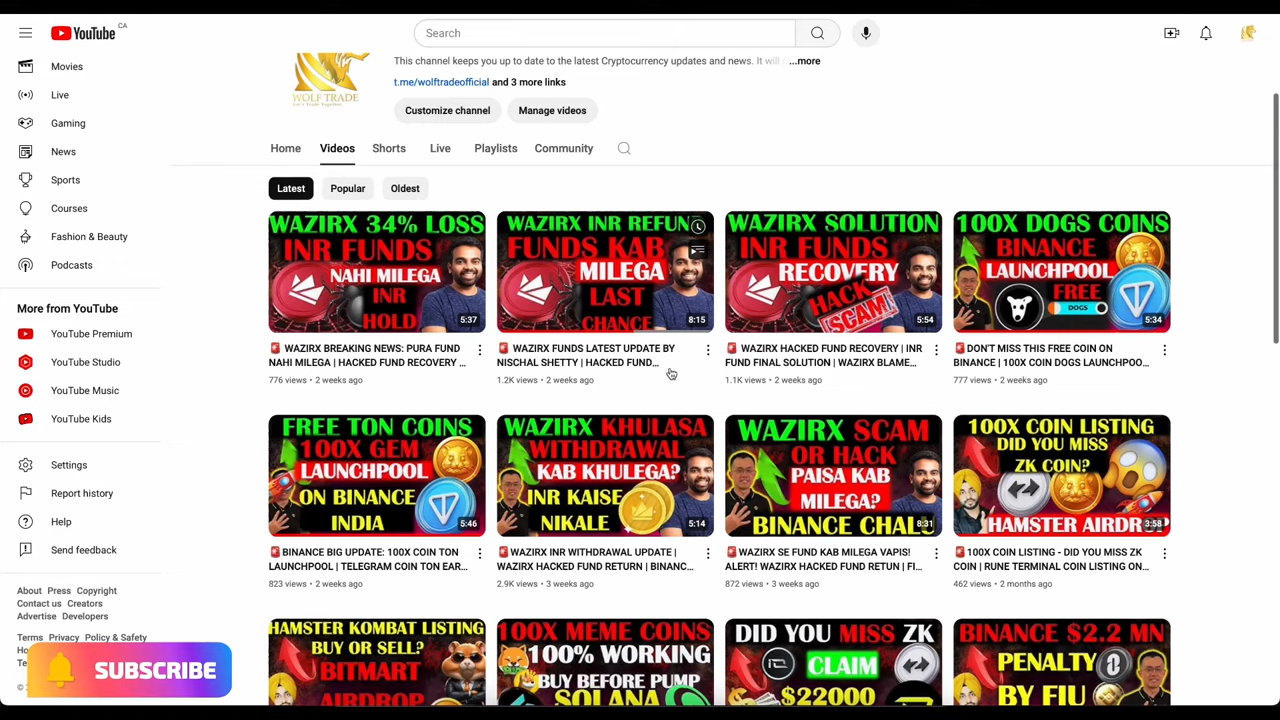 YouTube CA
Search
Movies
Live
Gaming
News
Sports
Courses
Fashion & Beauty
Podcasts
More from YouTube
YouTube Premium
YouTube Studio
YouTube Music
YouTube Kids
Settings
Report history
Help
Send feedback
About Press Copyright
Contact us Creators
Advertise Developers
Terms Privacy Policy & Safety
SUBSCRIBE
WOLF TRADE
This channel keeps you up to date to the latest Cryptocurrency updates and news. It will ...more
t.me/wolftradeofficial and 3 more links
Customize channel Manage videos
Home Videos Shorts Live Playlists Community
Latest Popular Oldest
WAZIRX 34% LOSS
INR FUNDS
NAHI MILEGA
INR
HOLD
5:37
🚨 WAZIRX BREAKING NEWS: PURA FUND
NAHI MILEGA | HACKED FUND RECOVERY ...
776 views • 2 weeks ago
WAZIRX INR REFUN
FUNDS KAB
MILEGA
LAST
CHANCE
8:15
🚨 WAZIRX FUNDS LATEST UPDATE BY
NISCHAL SHETTY | HACKED FUND...
1.2K views • 2 weeks ago
WAZIRX SOLUTION
INR FUNDS
RECOVERY
HACK
SCAM
5:54
🚨 WAZIRX HACKED FUND RECOVERY | INR
FUND FINAL SOLUTION | WAZIRX BLAME...
1.1K views • 2 weeks ago
100X DOGS COINS
BINANCE
LAUNCHPOOL
FREE
DOGS
5:34
🚨DON'T MISS THIS FREE COIN ON
BINANCE | 100X COIN DOGS LAUNCHPOO...
777 views • 2 weeks ago
FREE TON COINS
100X GEM
LAUNCHPOOL
ON BINANCE
INDIA
5:46
🚨BINANCE BIG UPDATE: 100X COIN TON
LAUNCHPOOL | TELEGRAM COIN TON EAR...
823 views • 2 weeks ago
WAZIRX KHULASA
WITHDRAWAL
KAB KHULEGA?
INR KAISE
NIKALE
5:14
🚨WAZIRX INR WITHDRAWAL UPDATE |
WAZIRX HACKED FUND RETURN | BINANC...
2.9K views • 3 weeks ago
WAZIRX SCAM
OR HACK
PAISA KAB
MILEGA?
BINANCE CHALU
8:31
🚨WAZIRX SE FUND KAB MILEGA VAPIS!
ALERT! WAZIRX HACKED FUND RETUN | FI...
872 views • 3 weeks ago
100X COIN LISTING
DID YOU MISS
ZK COIN?
HAMSTER AIRDROP
3:58
🚨100X COIN LISTING - DID YOU MISS ZK
COIN | RUNE TERMINAL COIN LISTING ON...
462 views • 2 months ago
HAMSTER KOMBAT LISTING
BUY OR SELL?
BITMART
AIRDROP
100X MEME COINS
100% WORKING
BUY BEFORE PUMP
SOLANA
DID YOU MISS ZK
CLAIM
$22000
BINANCE $2.2 MN
PENALTY
BY FIU